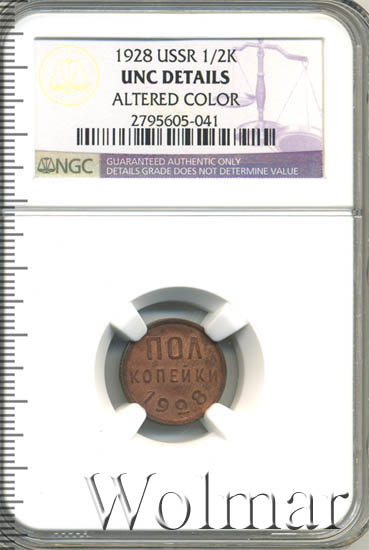 1928 USSR 1/2K
UNC DETAILS
ALTERED COLOR
2795605-041
NGC
GUARANTEED AUTHENTIC ONLY
DETAILS GRADE DOES NOT DETERMINE VALUE
ПОЛ
КОПЕЙКИ
1928
Wolmar